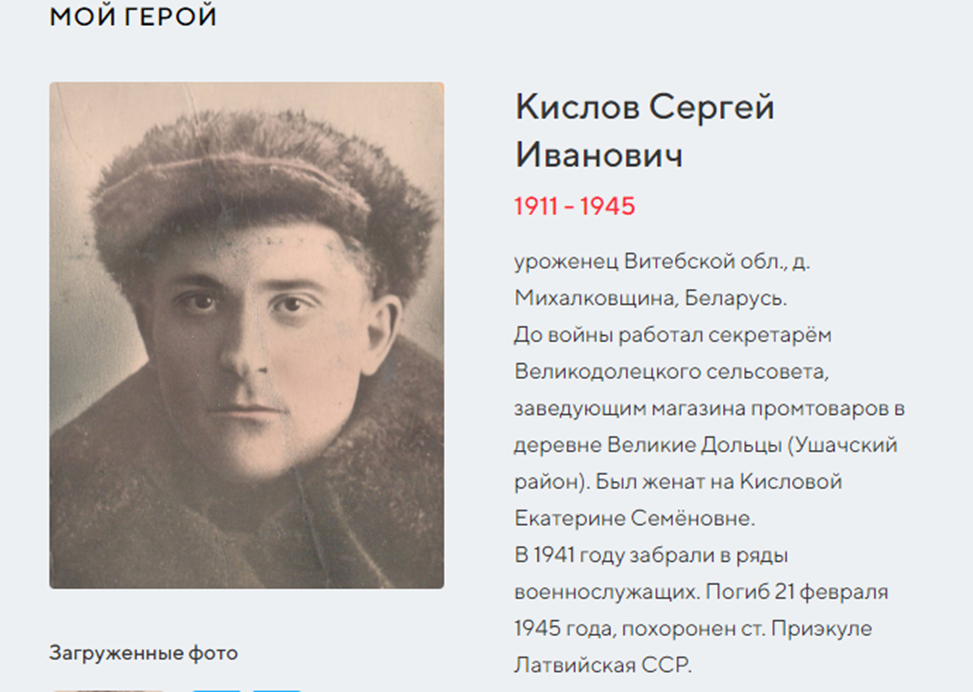 МОЙ ГЕРОЙ
Кислов Сергей
Иванович
1911 - 1945
уроженец Витебской обл., д.
Михалковщина, Беларусь.
До войны работал секретарём
Великодолецкого сельсовета,
заведующим магазина промтоваров в
деревне Великие Дольцы (Ушачский
район). Был женат на Кисловой
Екатерине Семёновне.
В 1941 году забрали в ряды
военнослужащих. Погиб 21 февраля
1945 года, похоронен ст. Приэкуле
Латвийская ССР.
Загруженные фото